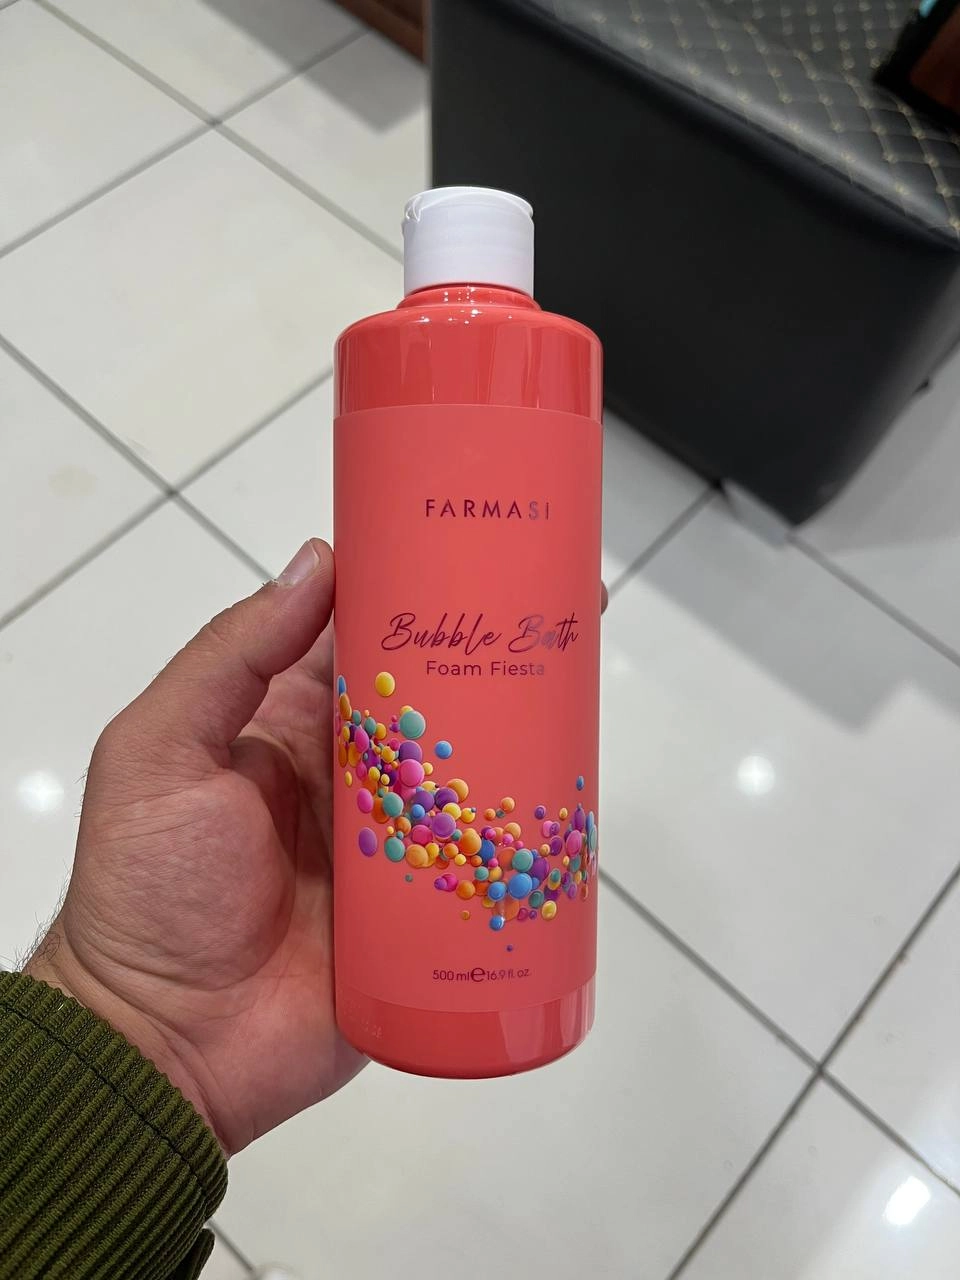 FARMASI
Bubble Bath
Foam Fiesta
500 ml ℮ 16.9 fl. oz.